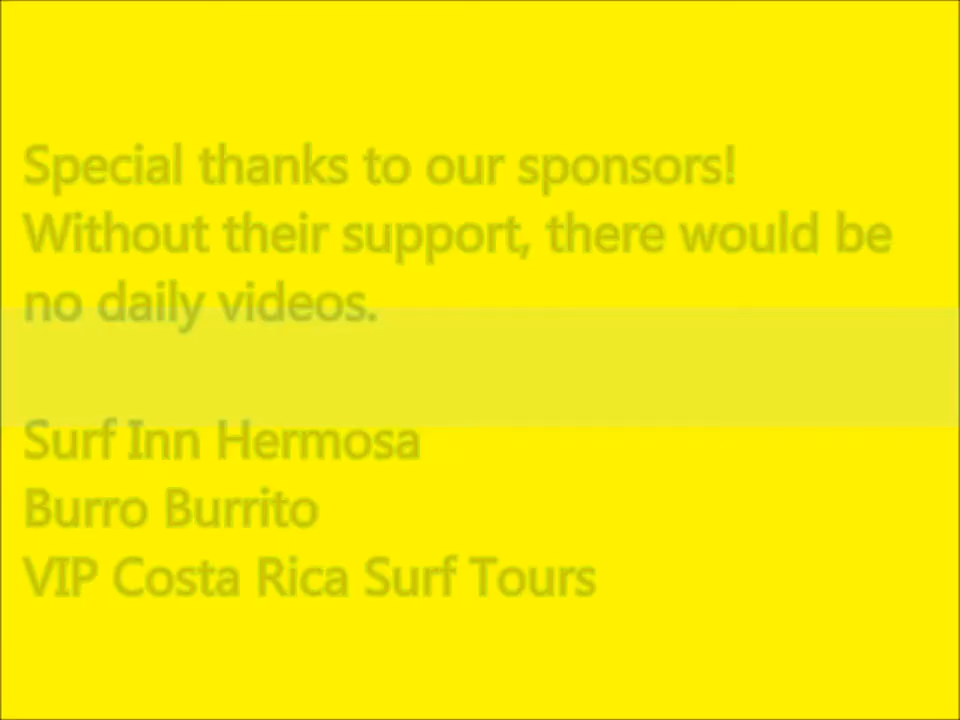 Special thanks to our sponsors!
Without their support, there would be
no daily videos.
Surf Inn Hermosa
Burro Burrito
VIP Costa Rica Surf Tours